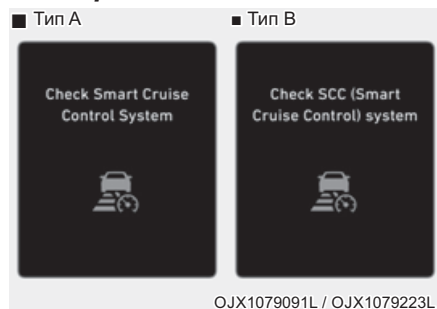 ■ Тип A
■ Тип B
Check Smart Cruise
Control System
Check SCC (Smart
Cruise Control) system
OJX1079091L / OJX1079223L